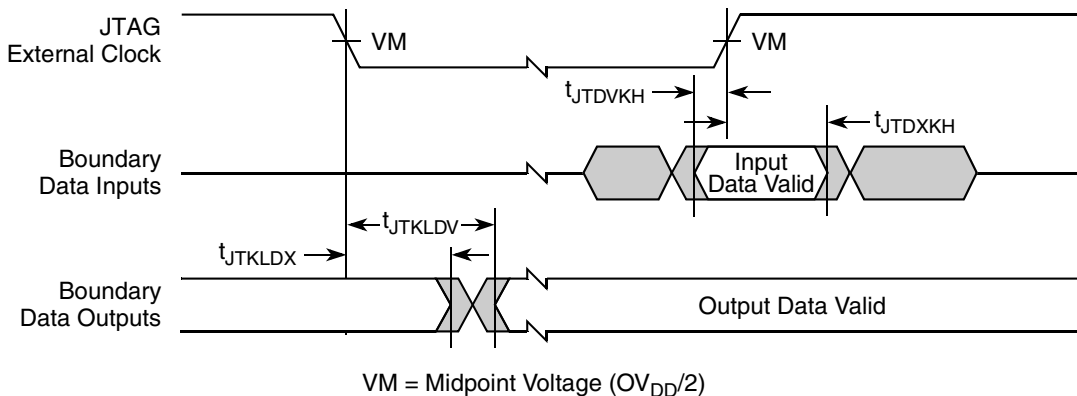 JTAG
External Clock
VM
VM
tJTDVKH
tJTDXKH
Boundary
Data Inputs
Input
Data Valid
tJTKLDV
tJTKLDX
Boundary
Data Outputs
Output Data Valid
VM = Midpoint Voltage (OVDD/2)